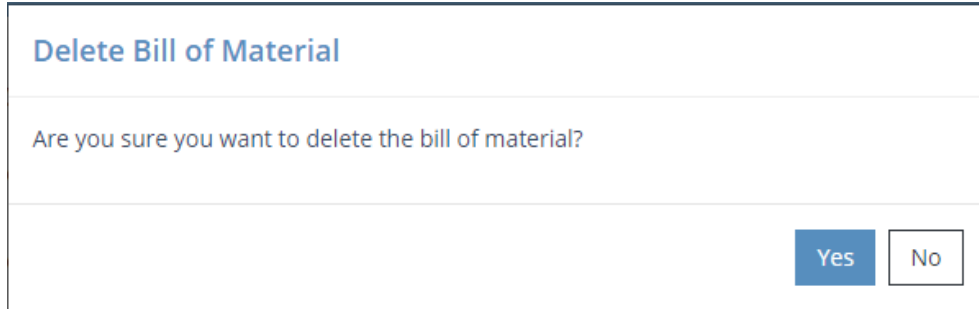 Delete Bill of Material
Are you sure you want to delete the bill of material?
Yes No